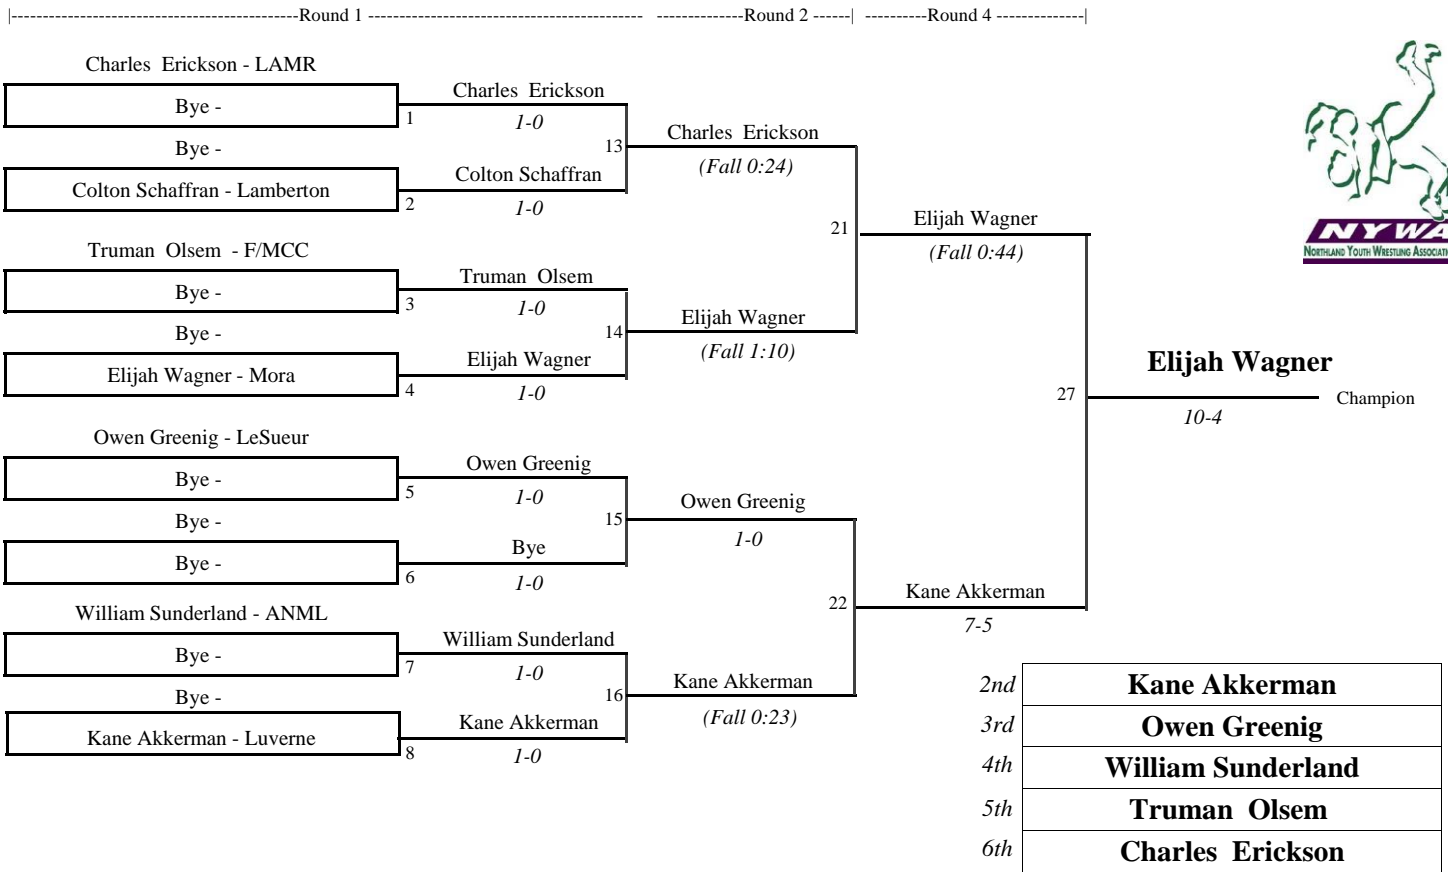 |-----------------------------------------------Round 1 --------------------------------------------- --------------Round 2 ------| ----------Round 4 --------------|
Charles Erickson - LAMR
Bye -
1
Bye -
Colton Schaffran - Lamberton
2
Truman Olsem - F/MCC
Bye -
3
Bye -
Elijah Wagner - Mora
4
Owen Greenig - LeSueur
Bye -
5
Bye -
Bye -
6
William Sunderland - ANML
Bye -
7
Bye -
Kane Akkerman - Luverne
8
Charles Erickson
1-0
13
Colton Schaffran
1-0
Truman Olsem
1-0
14
Elijah Wagner
1-0
Owen Greenig
1-0
15
Bye
1-0
William Sunderland
1-0
16
Kane Akkerman
1-0
Charles Erickson
(Fall 0:24)
21
Elijah Wagner
(Fall 1:10)
Owen Greenig
1-0
22
Kane Akkerman
(Fall 0:23)
Elijah Wagner
(Fall 0:44)
27
Kane Akkerman
7-5
Elijah Wagner
Champion
10-4
NYWA
NORTHLAND YOUTH WRESTLING
2nd Kane Akkerman
3rd Owen Greenig
4th William Sunderland
5th Truman Olsem
6th Charles Erickson